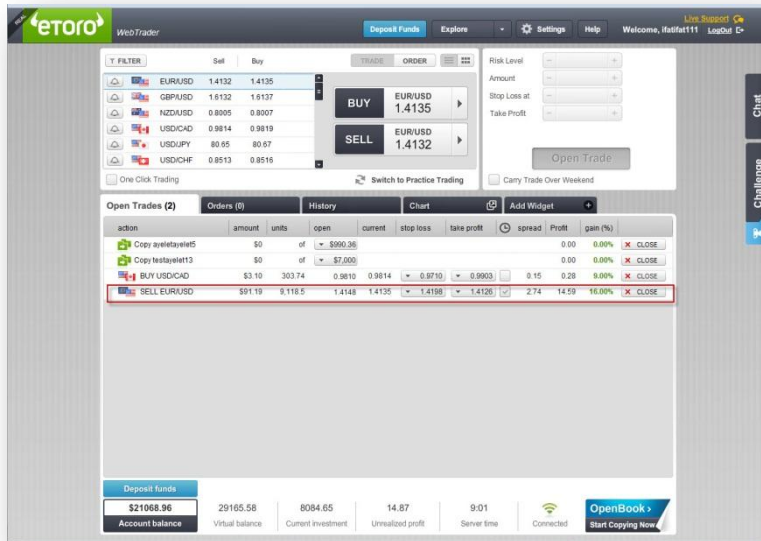 REAL
eToro WebTrader
Live Support
Deposit Funds Explore Settings Help Welcome, ifatifat111 LogOut
FILTER Sell Buy TRADE ORDER
EUR/USD 1.4132 1.4135
GBP/USD 1.6132 1.6137
NZD/USD 0.8005 0.8007
USD/CAD 0.9814 0.9819
USD/JPY 80.65 80.67
USD/CHF 0.8513 0.8516
BUY EUR/USD 1.4135
SELL EUR/USD 1.4132
One Click Trading Switch to Practice Trading
Risk Level
Amount
Stop Loss at
Take Profit
Open Trade
Carry Trade Over Weekend
Chat
Challenge
Open Trades (2) Orders (0) History Chart Add Widget
action amount units open current stop loss take profit spread Profit gain (%)
Copy ayeletayelet5 $0 of $990.36 0.00 0.00% CLOSE
Copy testayelet13 $0 of $7,000 0.00 0.00% CLOSE
BUY USD/CAD $3.10 303.74 0.9810 0.9814 0.9710 0.9903 0.15 0.28 9.00% CLOSE
SELL EUR/USD $91.19 9,118.5 1.4148 1.4135 1.4198 1.4126 2.74 14.59 16.00% CLOSE
Deposit funds
$21068.96 29165.58 8084.65 14.87 9:01 OpenBook
Account balance Virtual balance Current investment Unrealized profit Server time Connected Start Copying Now